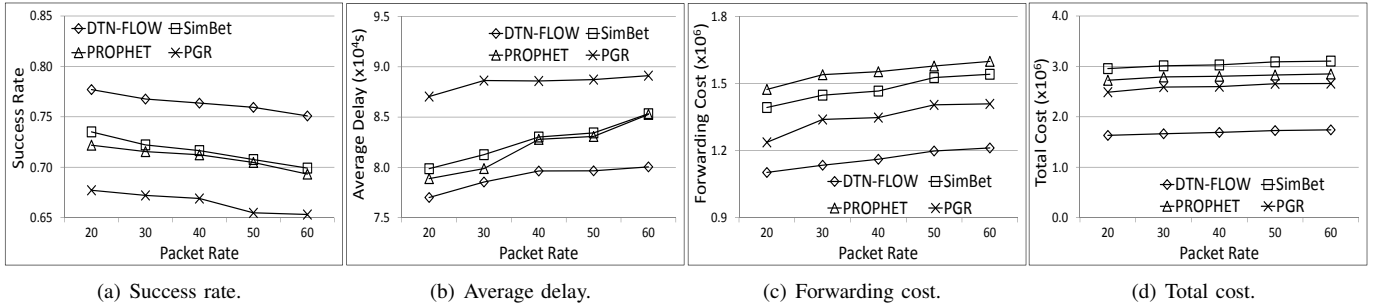 0.85
0.80
0.75
0.70
0.65
Success Rate
DTN-FLOW SimBet
PROPHET PGR
20 30 40 50 60
Packet Rate
(a) Success rate.
9.5
9.0
8.5
8.0
7.5
Average Delay (x10⁴s)
DTN-FLOW SimBet
PROPHET PGR
20 30 40 50 60
Packet Rate
(b) Average delay.
1.8
1.5
1.2
0.9
Forwarding Cost (x10⁶)
DTN-FLOW SimBet
PROPHET PGR
20 30 40 50 60
Packet Rate
(c) Forwarding cost.
4.0
3.0
2.0
1.0
0.0
Total Cost (x10⁶)
DTN-FLOW SimBet
PROPHET PGR
20 30 40 50 60
Packet Rate
(d) Total cost.